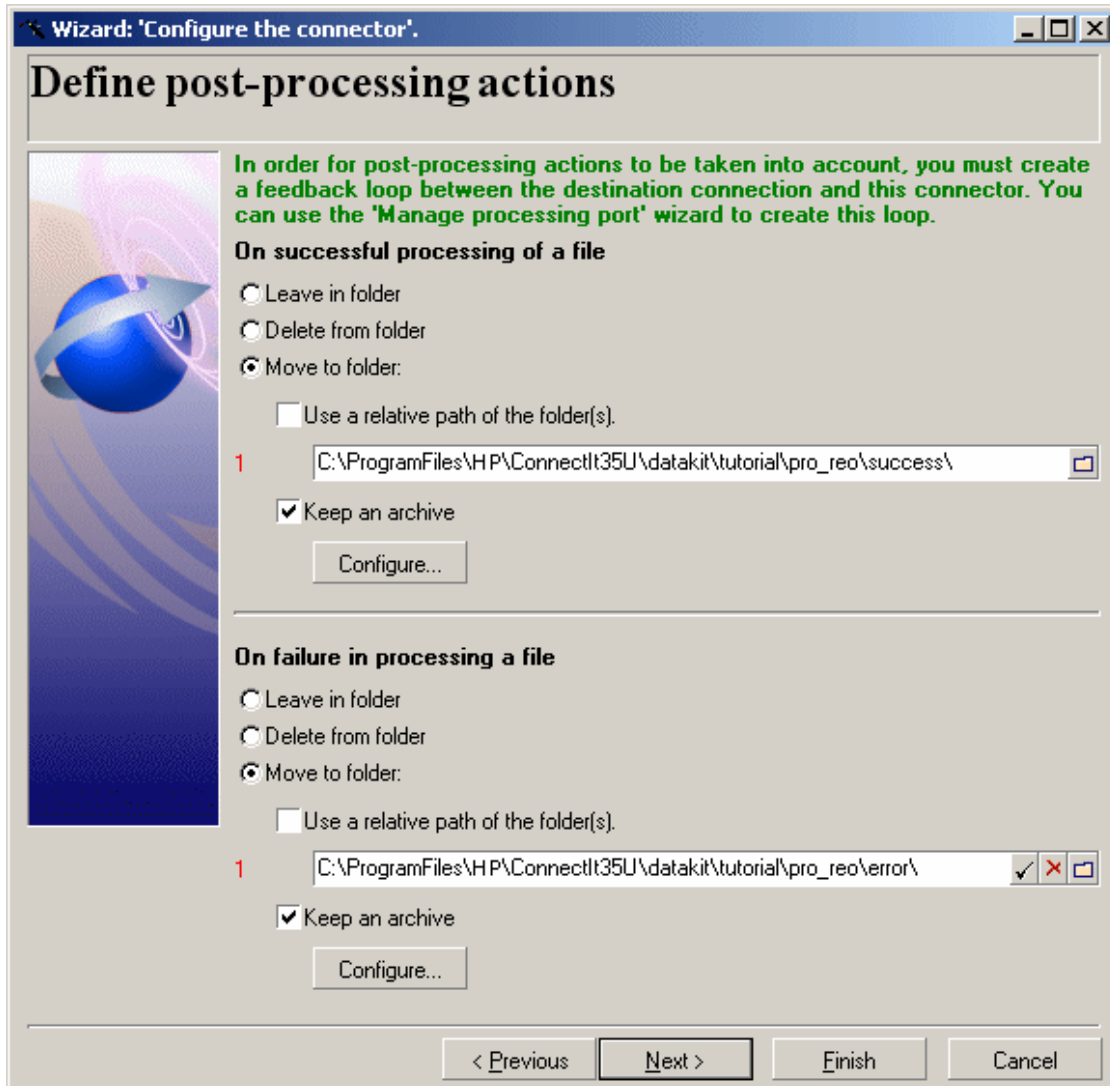 Wizard: 'Configure the connector'.
Define post-processing actions
In order for post-processing actions to be taken into account, you must create
a feedback loop between the destination connection and this connector. You
can use the 'Manage processing port' wizard to create this loop.
On successful processing of a file
Leave in folder
Delete from folder
Move to folder:
Use a relative path of the folder(s).
1 C:\ProgramFiles\HP\ConnectIt35U\datakit\tutorial\pro_reo\success\
Keep an archive
Configure...
On failure in processing a file
Leave in folder
Delete from folder
Move to folder:
Use a relative path of the folder(s).
1 C:\ProgramFiles\HP\ConnectIt35U\datakit\tutorial\pro_reo\error\
Keep an archive
Configure...
< Previous Next > Finish Cancel